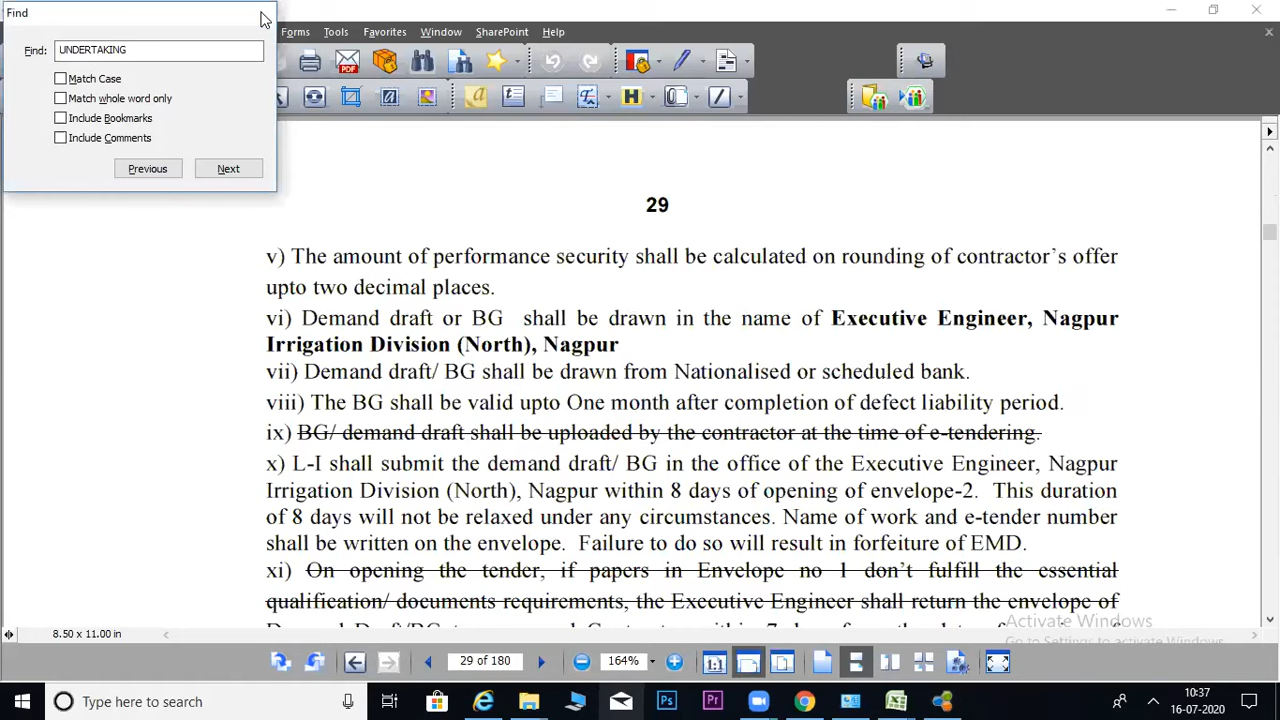 Find
Find: UNDERTAKING
Match Case
Match whole word only
Include Bookmarks
Include Comments
Previous Next
Forms Tools Favorites Window SharePoint Help
29
v) The amount of performance security shall be calculated on rounding of contractor's offer
upto two decimal places.
vi) Demand draft or BG shall be drawn in the name of Executive Engineer, Nagpur
Irrigation Division (North), Nagpur
vii) Demand draft/ BG shall be drawn from Nationalised or scheduled bank.
viii) The BG shall be valid upto One month after completion of defect liability period.
ix) BG/ demand draft shall be uploaded by the contractor at the time of e-tendering.
x) L-I shall submit the demand draft/ BG in the office of the Executive Engineer, Nagpur
Irrigation Division (North), Nagpur within 8 days of opening of envelope-2. This duration
of 8 days will not be relaxed under any circumstances. Name of work and e-tender number
shall be written on the envelope. Failure to do so will result in forfeiture of EMD.
xi) On opening the tender, if papers in Envelope no 1 don't fulfill the essential
qualification/ documents requirements, the Executive Engineer shall return the envelope of
Activate Windows
8.50 x 11.00 in
29 of 180
164%
Type here to search
10:37
16-07-2020